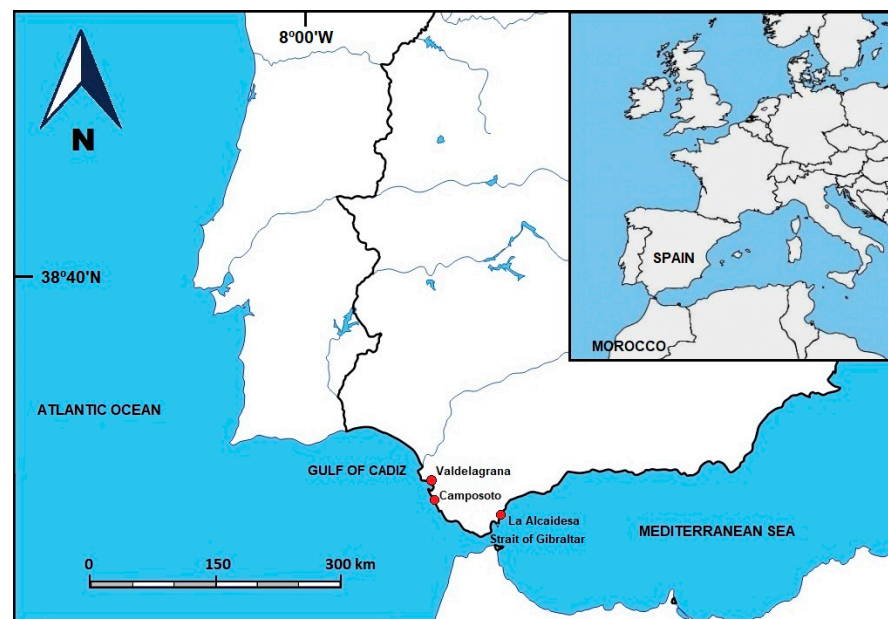 8º00'W
N
SPAIN
38º40'N
MOROCCO
ATLANTIC OCEAN
GULF OF CADIZ
Valdelagrana
Camposoto
La Alcaidesa
Strait of Gibraltar
MEDITERRANEAN SEA
0 150 300 km